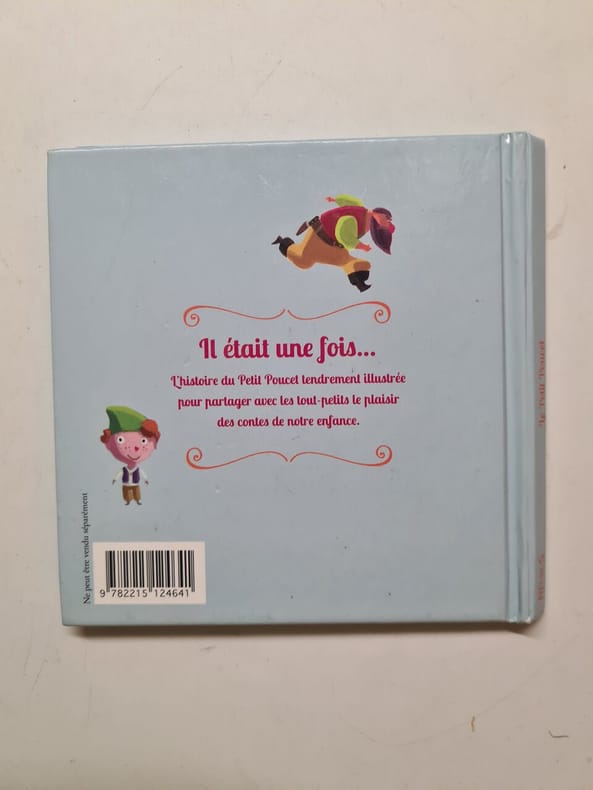 Il était une fois...
L'histoire du Petit Poucet tendrement illustrée
pour partager avec les tout-petits le plaisir
des contes de notre enfance.
Ne peut être vendu séparément
9 782215 124641
Le Petit Poucet